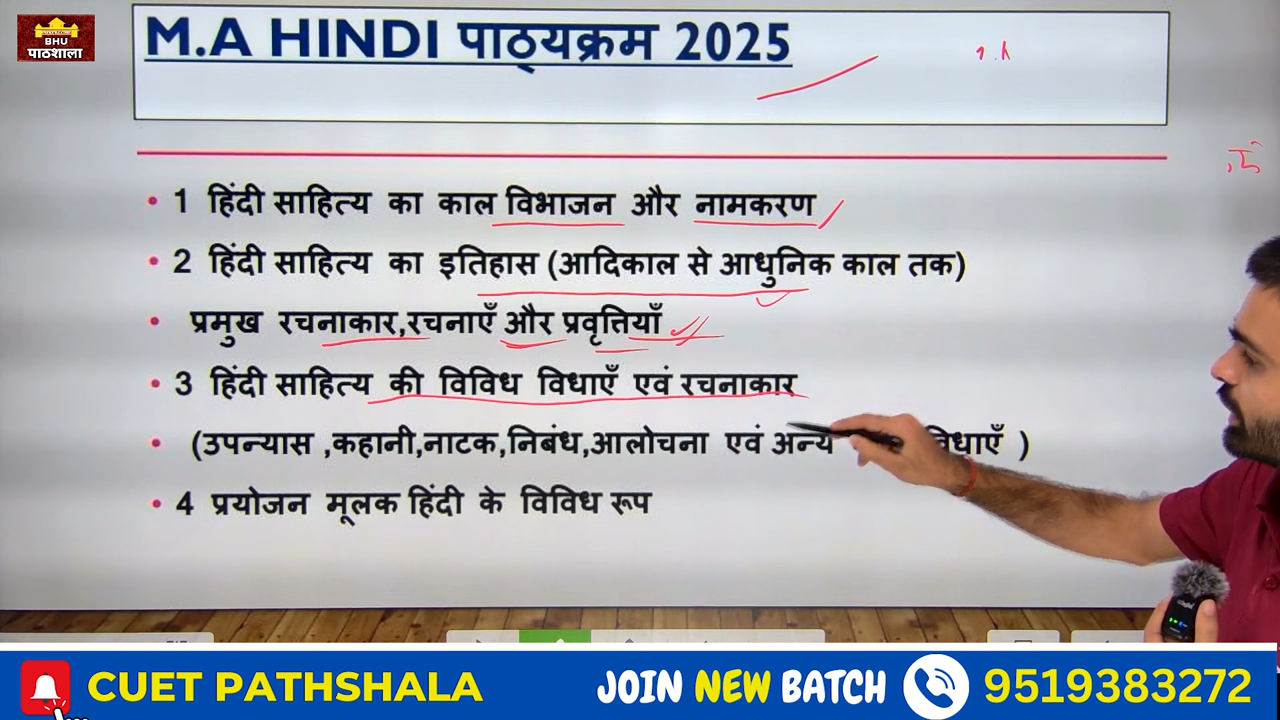 BHU
पाठशाला
M.A HINDI पाठ्यक्रम 2025
• 1 हिंदी साहित्य का काल विभाजन और नामकरण
• 2 हिंदी साहित्य का इतिहास (आदिकाल से आधुनिक काल तक)
• प्रमुख रचनाकार,रचनाएँ और प्रवृत्तियाँ
• 3 हिंदी साहित्य की विविध विधाएँ एवं रचनाकार
• (उपन्यास ,कहानी,नाटक,निबंध,आलोचना एवं अन्य विधाएँ )
• 4 प्रयोजन मूलक हिंदी के विविध रूप
CUET PATHSHALA
JOIN NEW BATCH
9519383272